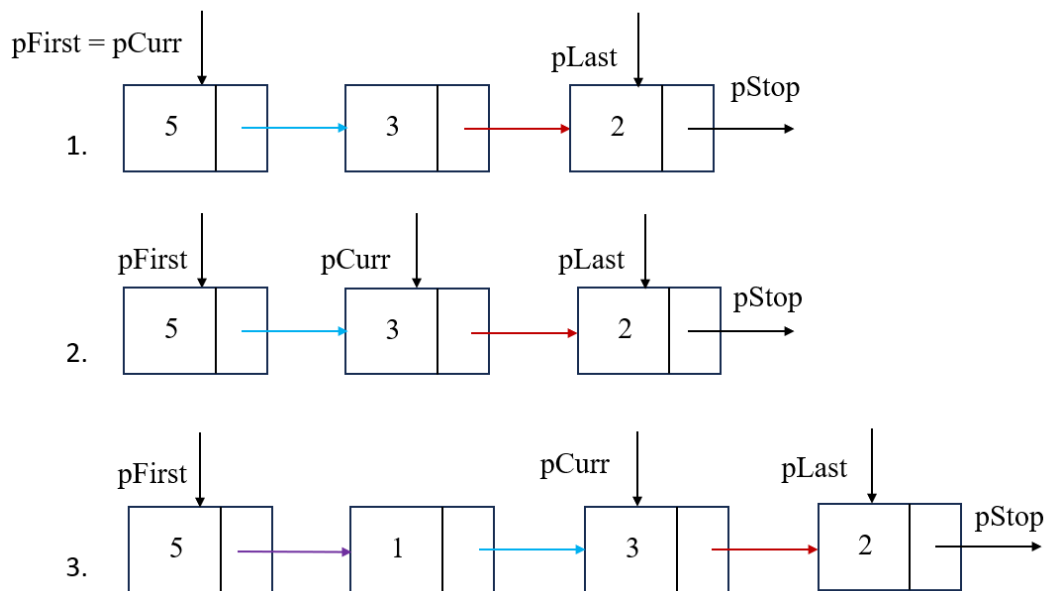 pFirst = pCurr
pLast
pStop
1.
5
3
2
pFirst
pCurr
pLast
pStop
2.
5
3
2
pFirst
pCurr
pLast
pStop
3.
5
1
3
2